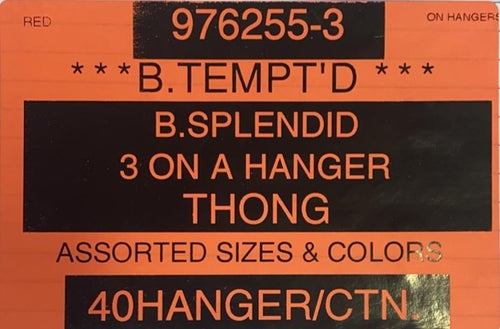 RED
976255-3
ON HANGERS
***B.TEMPT'D ***
B.SPLENDID
3 ON A HANGER
THONG
ASSORTED SIZES & COLORS
40HANGER/CTN.